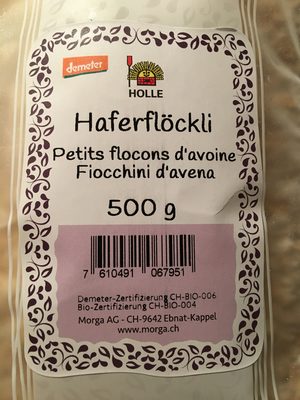 demeter
HOLLE
Haferflöckli
Petits flocons d'avoine
Fiocchini d'avena
500 g
7 610491 067951
Demeter-Zertifizierung CH-BIO-006
Bio-Zertifizierung CH-BIO-004
Morga AG - CH-9642 Ebnat-Kappel
www.morga.ch